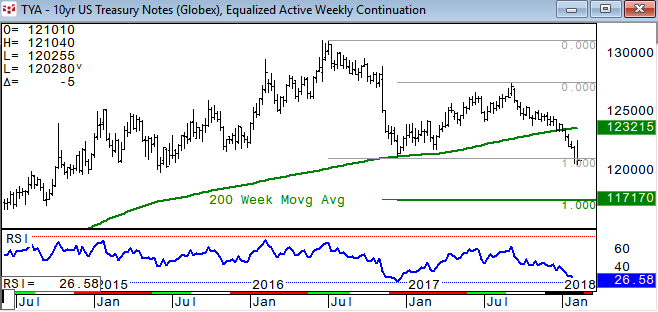 TYA - 10yr US Treasury Notes (Globex), Equalized Active Weekly Continuation
O= 121010
H= 121040
L= 120255
L= 120280v
Δ= -5
0.000
0.000
1.000
1.000
200 Week Movg Avg
130000
125000
123215
120000
117170
RSI
60
40
RSI= 26.58
26.58
2015 2016 2017 2018
Jul Jan Jul Jan Jul Jan Jul Jan